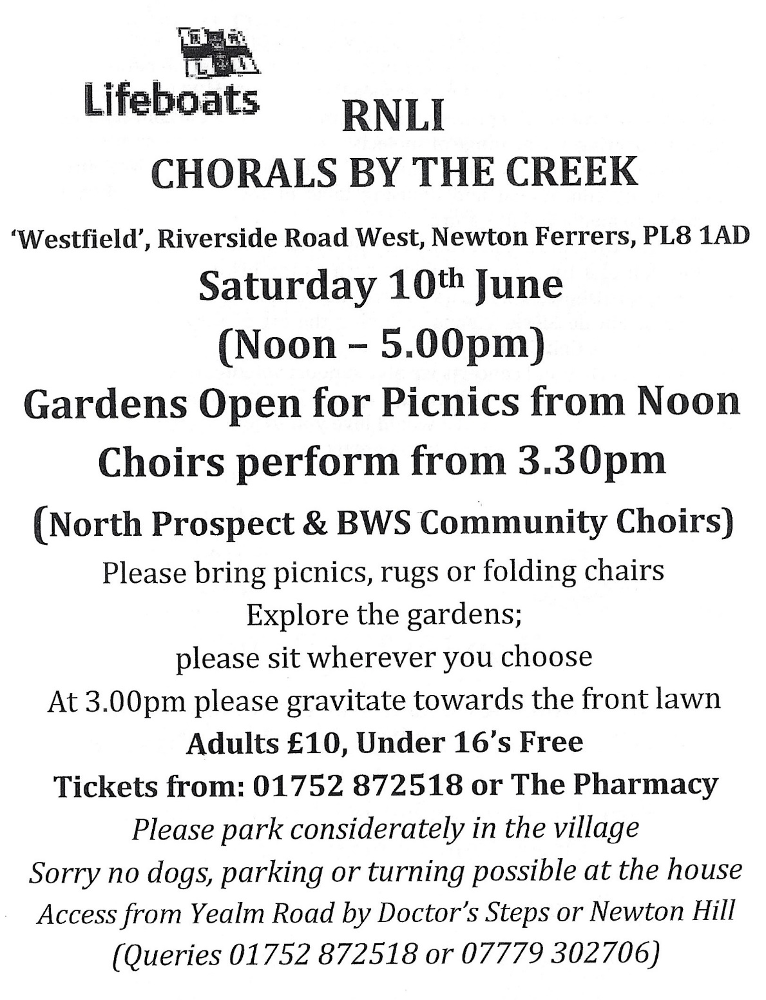 RNLI
Lifeboats
RNLI
CHORALS BY THE CREEK
‘Westfield’, Riverside Road West, Newton Ferrers, PL8 1AD
Saturday 10th June
(Noon – 5.00pm)
Gardens Open for Picnics from Noon
Choirs perform from 3.30pm
(North Prospect & BWS Community Choirs)
Please bring picnics, rugs or folding chairs
Explore the gardens;
please sit wherever you choose
At 3.00pm please gravitate towards the front lawn
Adults £10, Under 16’s Free
Tickets from: 01752 872518 or The Pharmacy
Please park considerately in the village
Sorry no dogs, parking or turning possible at the house
Access from Yealm Road by Doctor’s Steps or Newton Hill
(Queries 01752 872518 or 07779 302706)